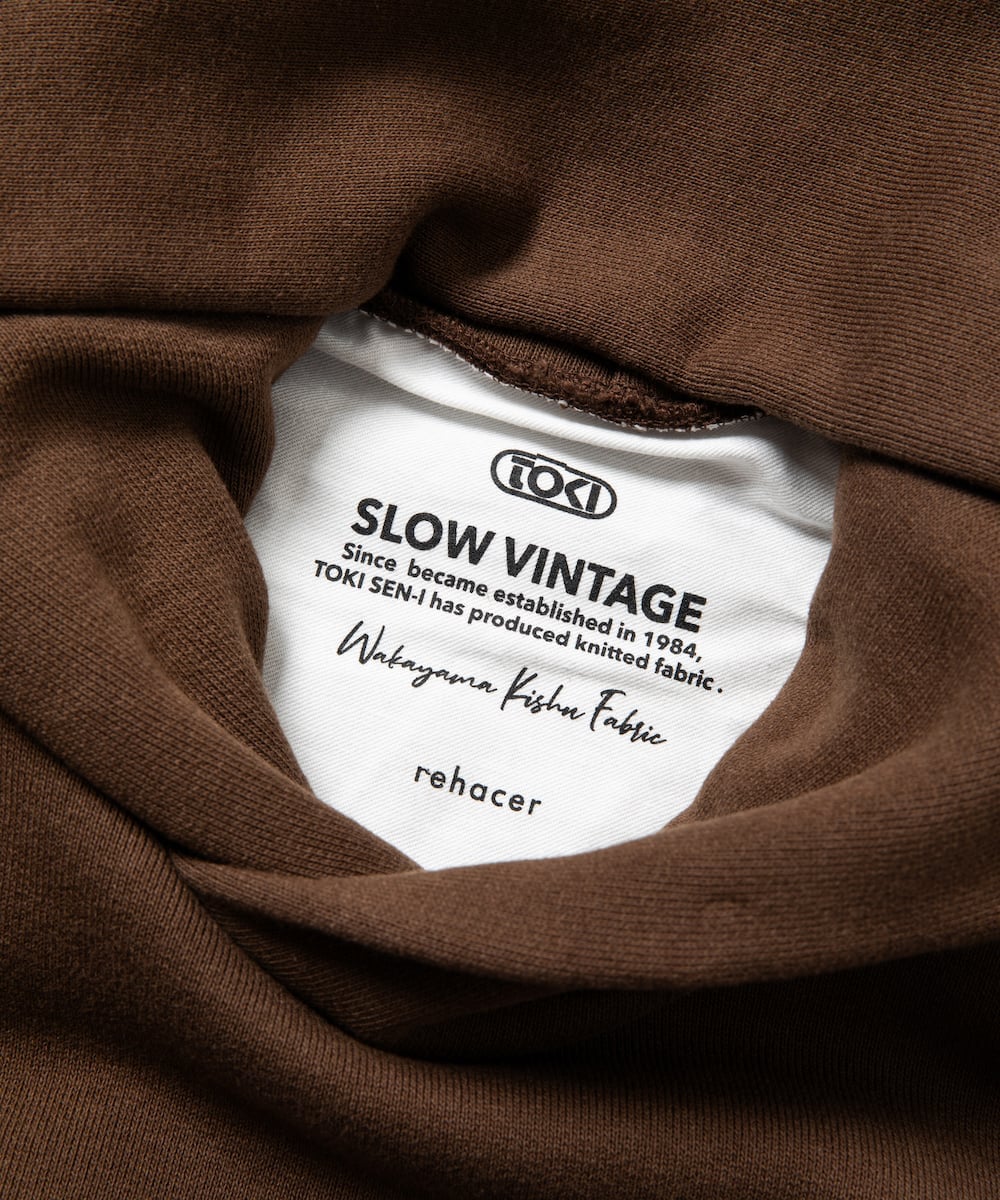 TOKI
SLOW VINTAGE
Since became established in 1984,
TOKI SEN-I has produced knitted fabric.
Wakayama Kishu Fabric
rehacer